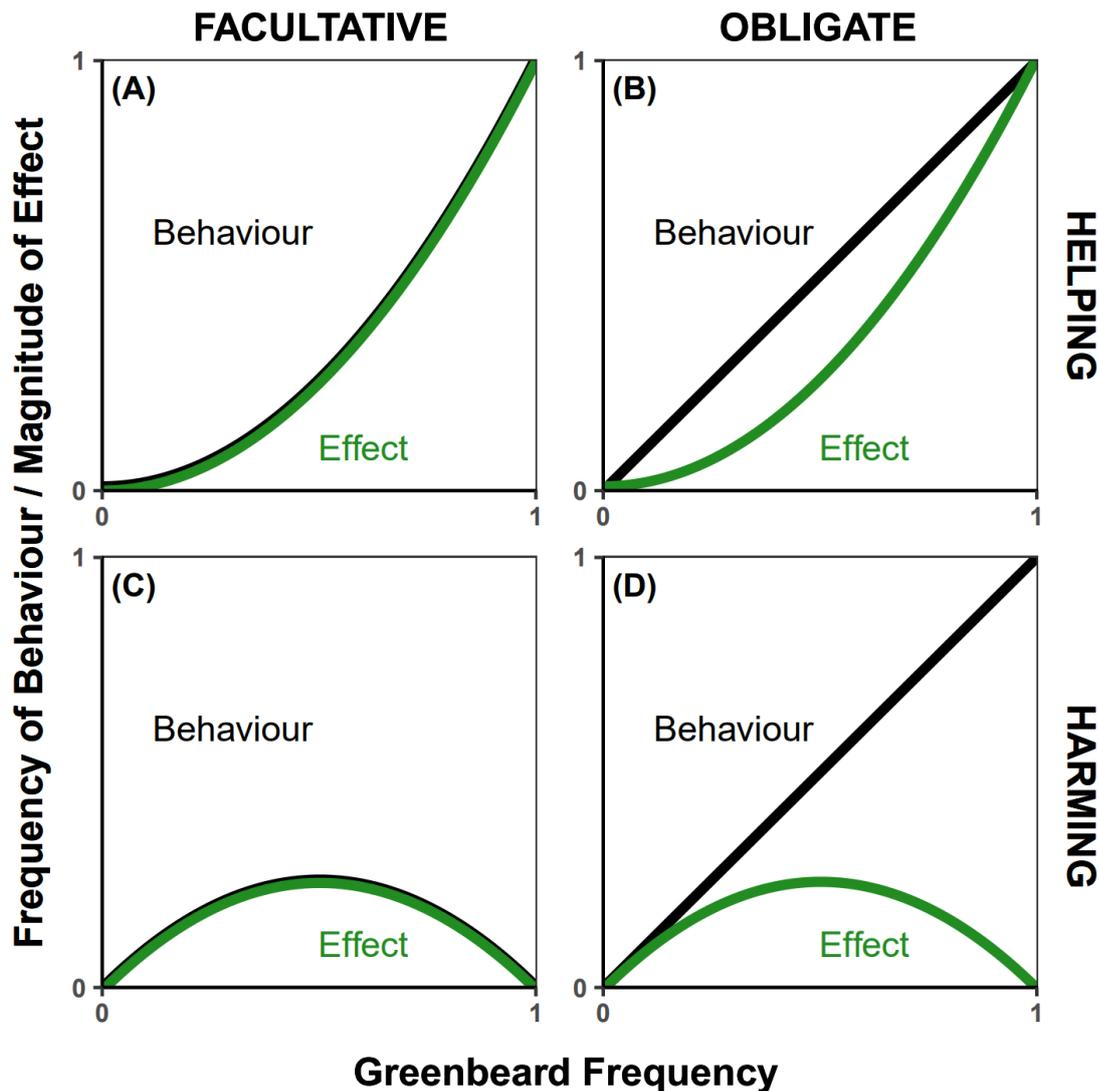 FACULTATIVE
OBLIGATE
Frequency of Behaviour / Magnitude of Effect
1
(A)
Behaviour
Effect
0
0
1
1
(B)
Behaviour
Effect
0
0
1
HELPING
1
(C)
Behaviour
Effect
0
0
1
1
(D)
Behaviour
Effect
0
0
1
HARMING
Greenbeard Frequency